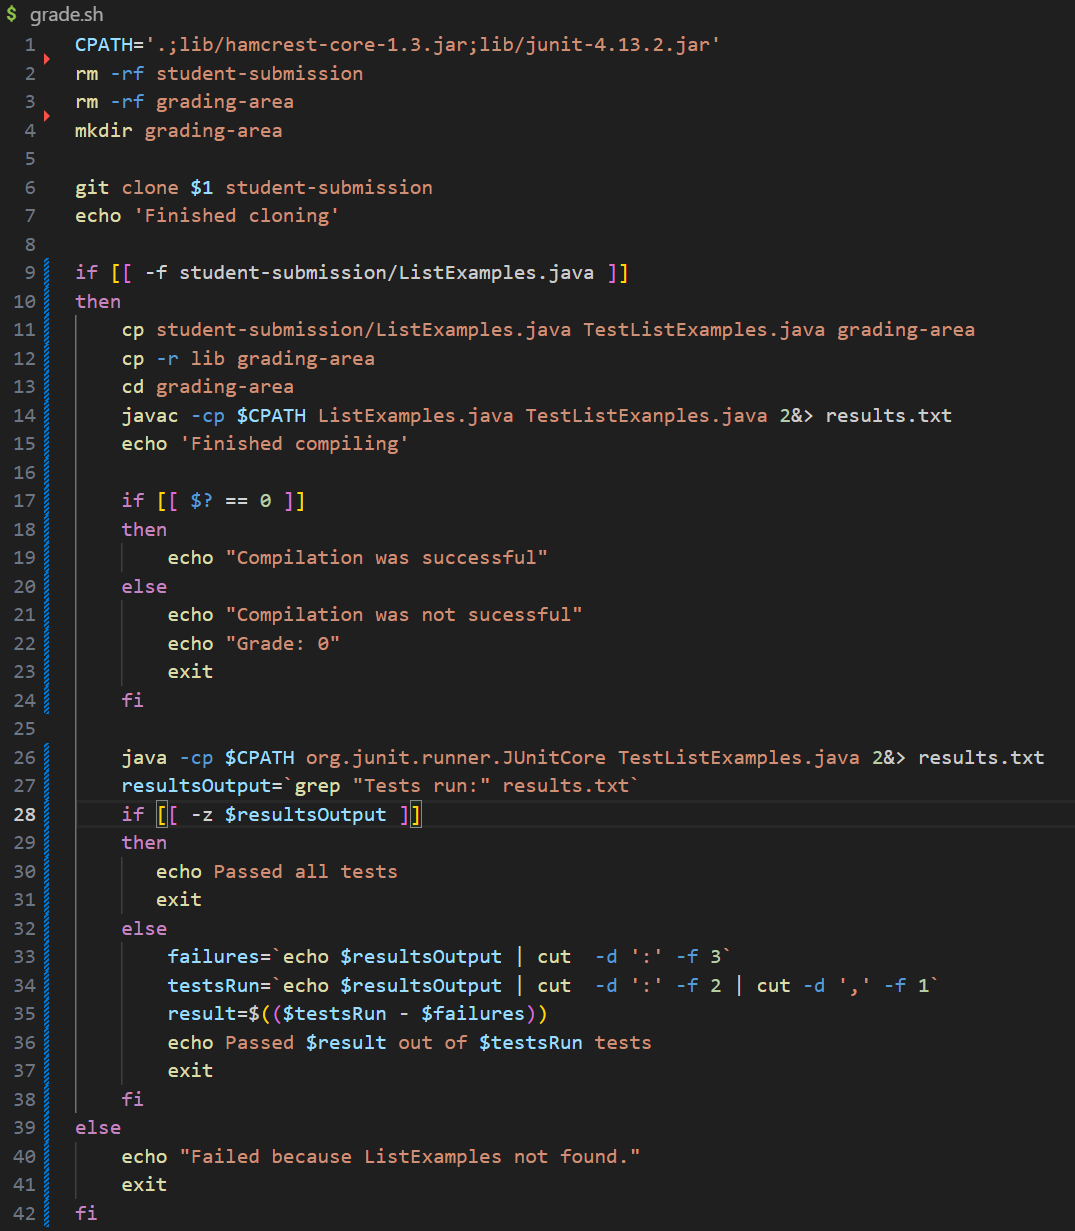 $ grade.sh
1 CPATH='.;lib/hamcrest-core-1.3.jar;lib/junit-4.13.2.jar'
2 rm -rf student-submission
3 rm -rf grading-area
4 mkdir grading-area
5
6 git clone $1 student-submission
7 echo 'Finished cloning'
8
9 if [[ -f student-submission/ListExamples.java ]]
10 then
11     cp student-submission/ListExamples.java TestListExamples.java grading-area
12     cp -r lib grading-area
13     cd grading-area
14     javac -cp $CPATH ListExamples.java TestListExanples.java 2&> results.txt
15     echo 'Finished compiling'
16
17     if [[ $? == 0 ]]
18     then
19         echo "Compilation was successful"
20     else
21         echo "Compilation was not sucessful"
22         echo "Grade: 0"
23         exit
24     fi
25
26     java -cp $CPATH org.junit.runner.JUnitCore TestListExamples.java 2&> results.txt
27     resultsOutput=`grep "Tests run:" results.txt`
28     if [[ -z $resultsOutput ]]
29     then
30        echo Passed all tests
31        exit
32     else
33         failures=`echo $resultsOutput | cut  -d ':' -f 3`
34         testsRun=`echo $resultsOutput | cut  -d ':' -f 2 | cut -d ',' -f 1`
35         result=$(($testsRun - $failures))
36         echo Passed $result out of $testsRun tests
37         exit
38     fi
39 else
40     echo "Failed because ListExamples not found."
41     exit
42 fi